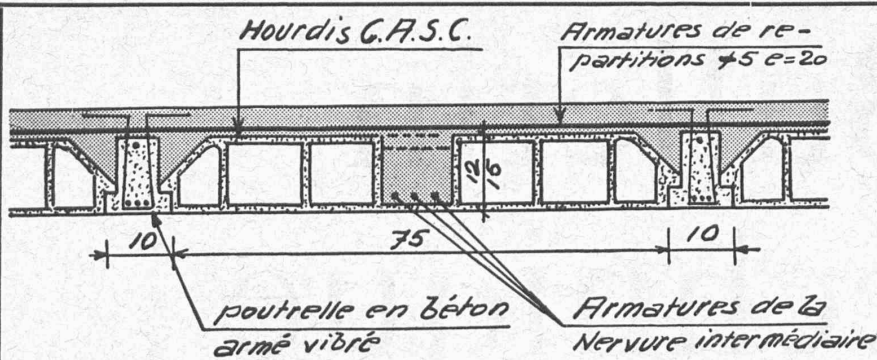 Hourdis C.A.S.C.
Armatures de re-
partitions ø5 e=20
12
16
10
75
10
poutrelle en béton
armé vibré
Armatures de la
Nervure intermédiaire